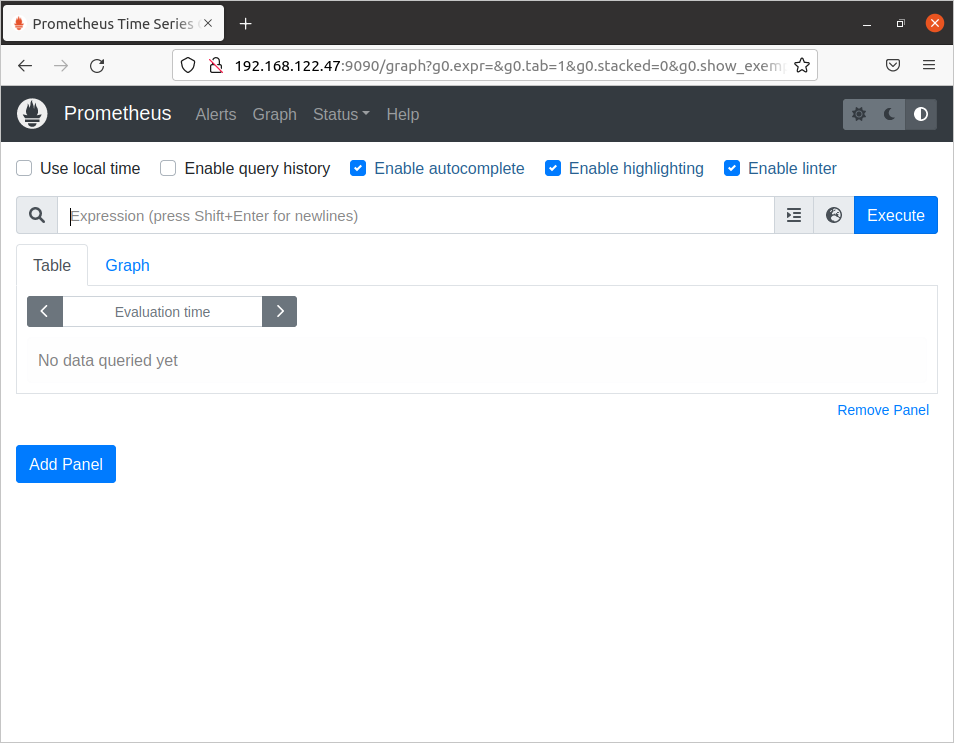 Prometheus Time Series
192.168.122.47:9090/graph?g0.expr=&g0.tab=1&g0.stacked=0&g0.show_exem
Prometheus Alerts Graph Status Help
Use local time Enable query history Enable autocomplete Enable highlighting Enable linter
Expression (press Shift+Enter for newlines) Execute
Table Graph
Evaluation time
No data queried yet
Remove Panel
Add Panel